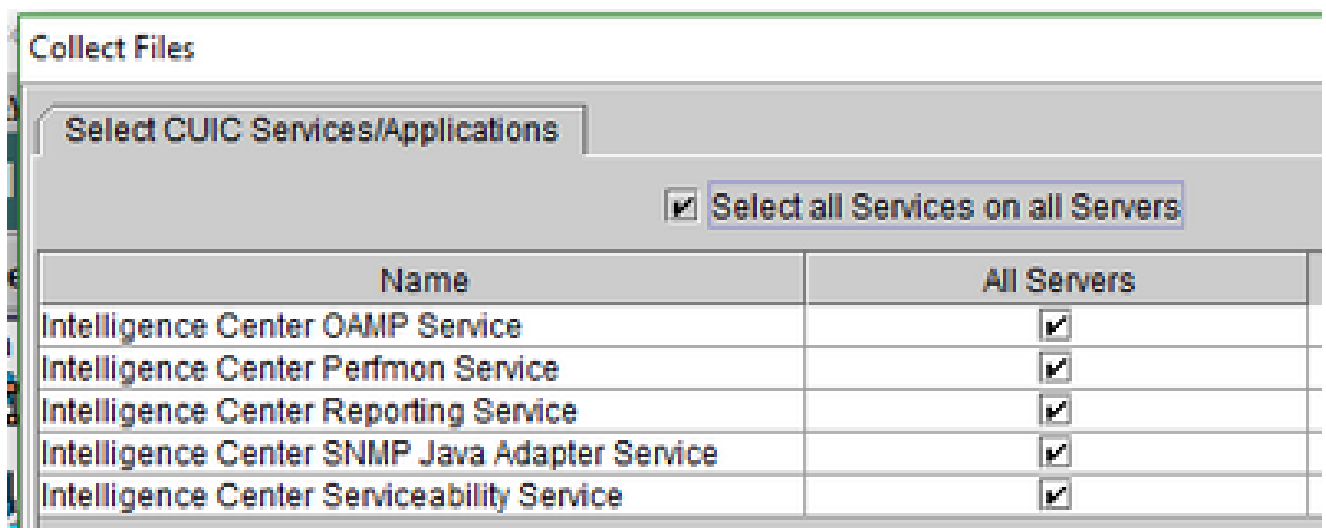 Collect Files
Select CUIC Services/Applications
Select all Services on all Servers
Name All Servers
Intelligence Center OAMP Service
Intelligence Center Perfmon Service
Intelligence Center Reporting Service
Intelligence Center SNMP Java Adapter Service
Intelligence Center Serviceability Service